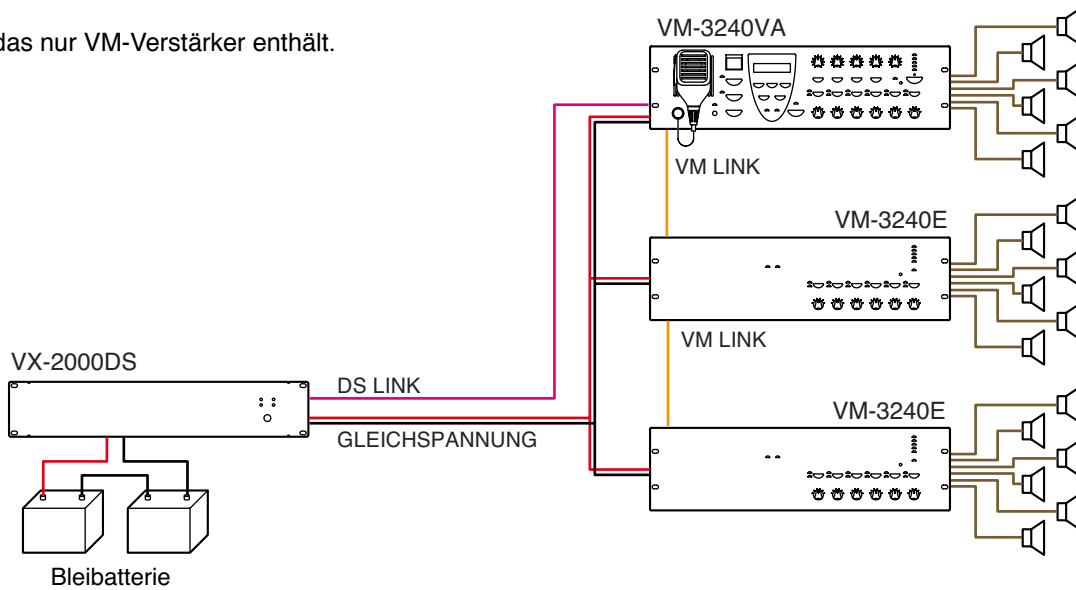 das nur VM-Verstärker enthält.
VM-3240VA
VM LINK
VM-3240E
VM LINK
VX-2000DS
DS LINK
GLEICHSPANNUNG
VM-3240E
Bleibatterie